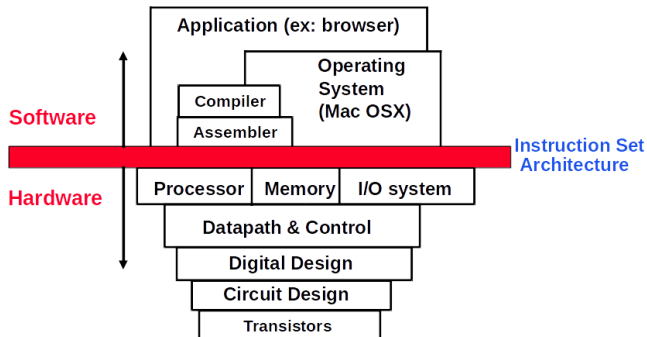 Application (ex: browser)
Operating
System
(Mac OSX)
Compiler
Assembler
Software
Instruction Set
Architecture
Hardware
Processor
Memory
I/O system
Datapath & Control
Digital Design
Circuit Design
Transistors